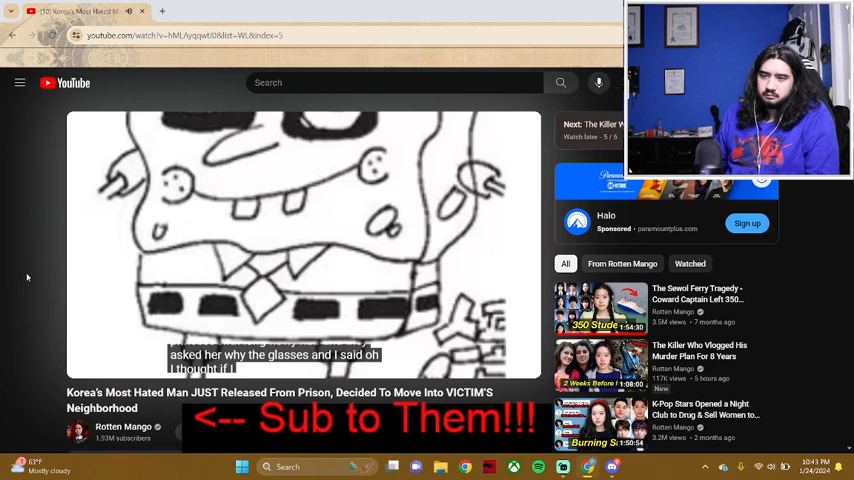 (10) Korea's Most Hated M
youtube.com/watch?v=hMLAyqqwtJ0&list=WL&index=5
YouTube
Search
Next: The Killer W
Watch later · 5 / 6
Halo
Sponsored · paramountplus.com
Sign up
All
From Rotten Mango
Watched
The Sewol Ferry Tragedy -
Coward Captain Left 350...
Rotten Mango
3.5M views · 7 months ago
350 Stude
1:54:30
The Killer Who Vlogged His
Murder Plan For 8 Years
Rotten Mango
117K views · 5 hours ago
New
2 Weeks Before
1:08:00
K-Pop Stars Opened a Night
Club to Drug & Sell Women to...
Rotten Mango
3.2M views · 2 months ago
Burning S
1:50:54
asked her why the glasses and I said oh
I thought if I
Korea's Most Hated Man JUST Released From Prison, Decided To Move Into VICTIM'S
Neighborhood
Rotten Mango
1.93M subscribers
<-- Sub to Them!!!
63°F
Mostly cloudy
Search
10:43 PM
1/24/2024